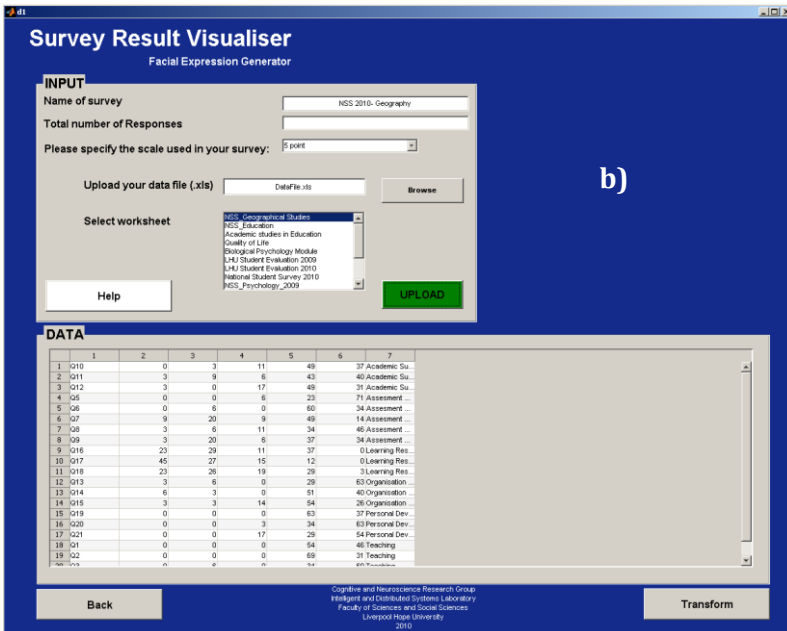 d1
Survey Result Visualiser
Facial Expression Generator
INPUT
Name of survey NSS 2010- Geography
Total number of Responses
Please specify the scale used in your survey: 5 point
b)
Upload your data file (.xls) DataFile.xls Browse
Select worksheet
NSS_Geographical Studies
NSS_Education
Academic studies in Education
Quality of Life
Biological Psychology Module
LHU Student Evaluation 2009
LHU Student Evaluation 2010
National Student Survey 2010
NSS_Psychology_2009
Help UPLOAD
DATA
1 2 3 4 5 6 7
1 Q10 0 3 11 49 37 Academic Su...
2 Q11 3 9 6 43 40 Academic Su...
3 Q12 3 0 17 49 31 Academic Su...
4 Q5 0 0 6 23 71 Assesment ...
5 Q6 0 6 0 60 34 Assesment ...
6 Q7 9 20 9 49 14 Assesment ...
7 Q8 3 6 11 34 46 Assesment ...
8 Q9 3 20 6 37 34 Assesment ...
9 Q16 23 29 11 37 0 Learning Res...
10 Q17 45 27 15 12 0 Learning Res...
11 Q18 23 26 19 29 3 Learning Res...
12 Q13 3 6 0 29 63 Organisation ...
13 Q14 6 3 0 51 40 Organisation ...
14 Q15 3 3 14 54 26 Organisation ...
15 Q19 0 0 0 63 37 Personal Dev...
16 Q20 0 0 3 34 63 Personal Dev...
17 Q21 0 0 17 29 54 Personal Dev...
18 Q1 0 0 0 54 46 Teaching
19 Q2 0 0 0 69 31 Teaching
Back
Cognitive and Neuroscience Research Group
Intelligent and Distributed Systems Laboratory
Faculty of Sciences and Social Sciences
Liverpool Hope University
2010
Transform